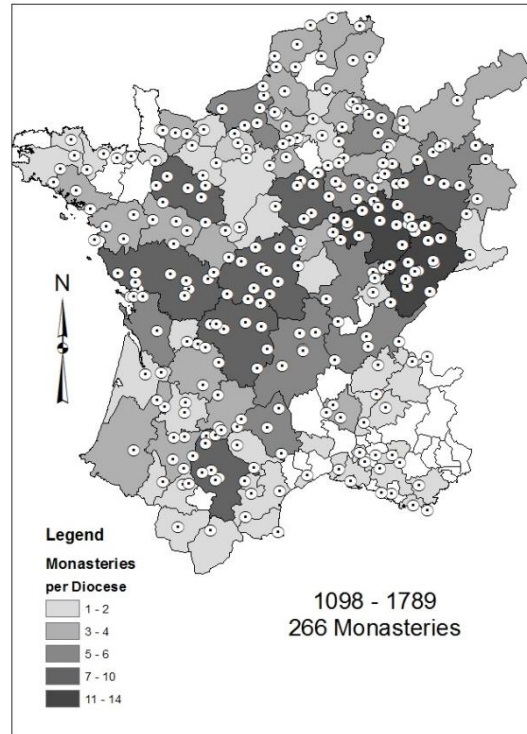 N
Legend
Monasteries
per Diocese
1 - 2
3 - 4
5 - 6
7 - 10
11 - 14
1098 - 1789
266 Monasteries